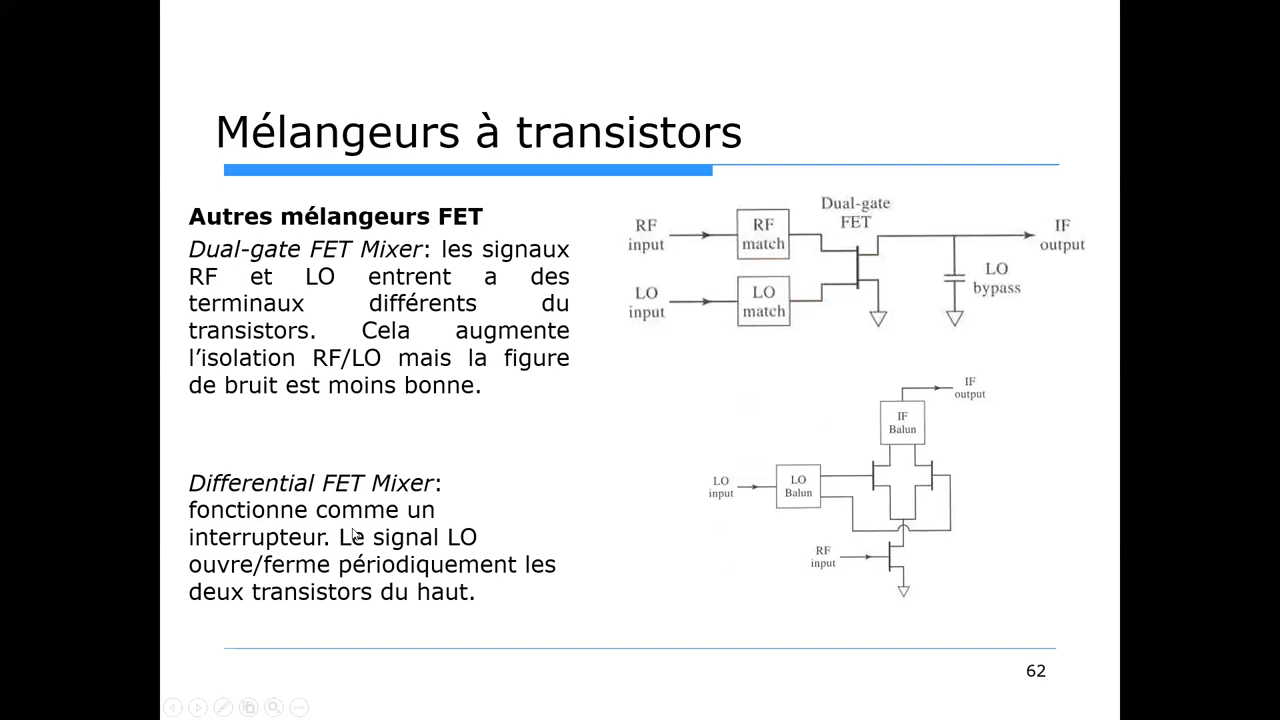 Mélangeurs à transistors
Autres mélangeurs FET
Dual-gate FET Mixer: les signaux
RF et LO entrent a des
terminaux différents du
transistors. Cela augmente
l’isolation RF/LO mais la figure
de bruit est moins bonne.
Differential FET Mixer:
fonctionne comme un
interrupteur. Le signal LO
ouvre/ferme périodiquement les
deux transistors du haut.
RF
input
RF
match
Dual-gate
FET
IF
output
LO
input
LO
match
LO
bypass
IF
output
IF
Balun
LO
input
LO
Balun
RF
input
62